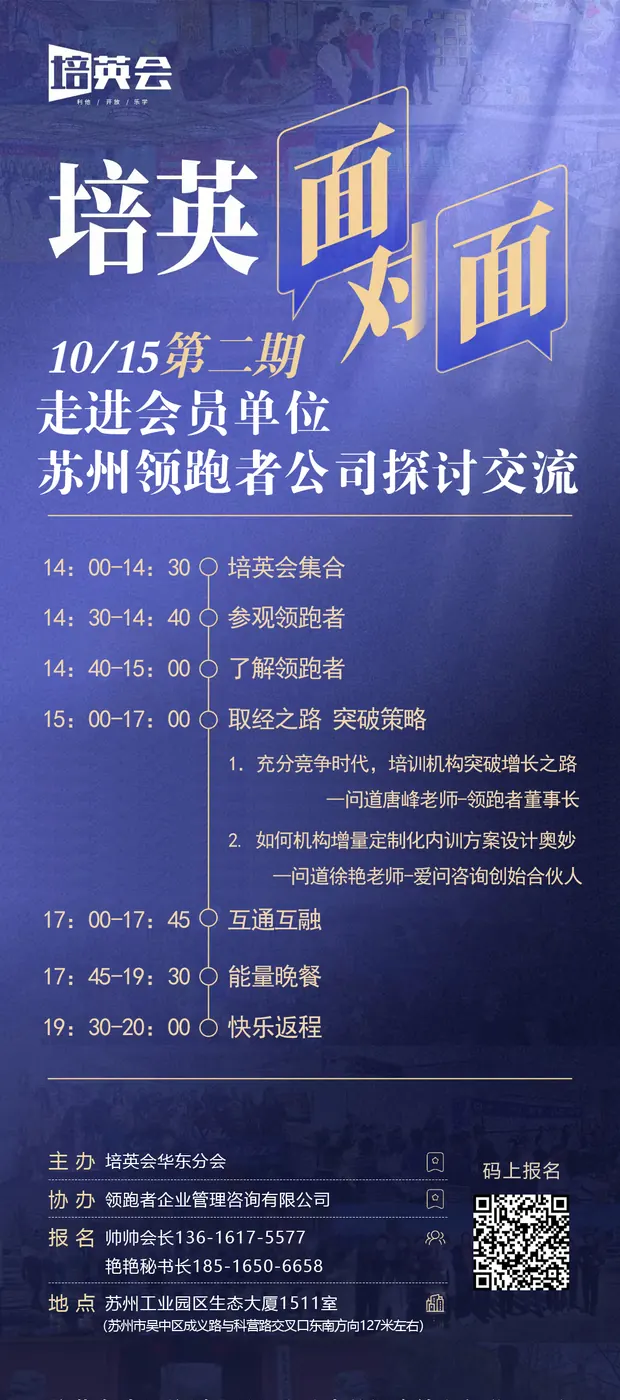 培英会
利他 / 开放 / 乐学
培英面对面
10/15第二期
走进会员单位
苏州领跑者公司探讨交流
14：00-14：30 培英会集合
14：30-14：40 参观领跑者
14：40-15：00 了解领跑者
15：00-17：00 取经之路 突破策略
1. 充分竞争时代，培训机构突破增长之路
—问道唐峰老师-领跑者董事长
2. 如何机构增量定制化内训方案设计奥妙
—问道徐艳老师-爱问咨询创始合伙人
17：00-17：45 互通互融
17：45-19：30 能量晚餐
19：30-20：00 快乐返程
主办 培英会华东分会
协办 领跑者企业管理咨询有限公司
报名 帅帅会长136-1617-5577
艳艳秘书长185-1650-6658
地点 苏州工业园区生态大厦1511室
(苏州市吴中区成义路与科营路交叉口东南方向127米左右)
码上报名